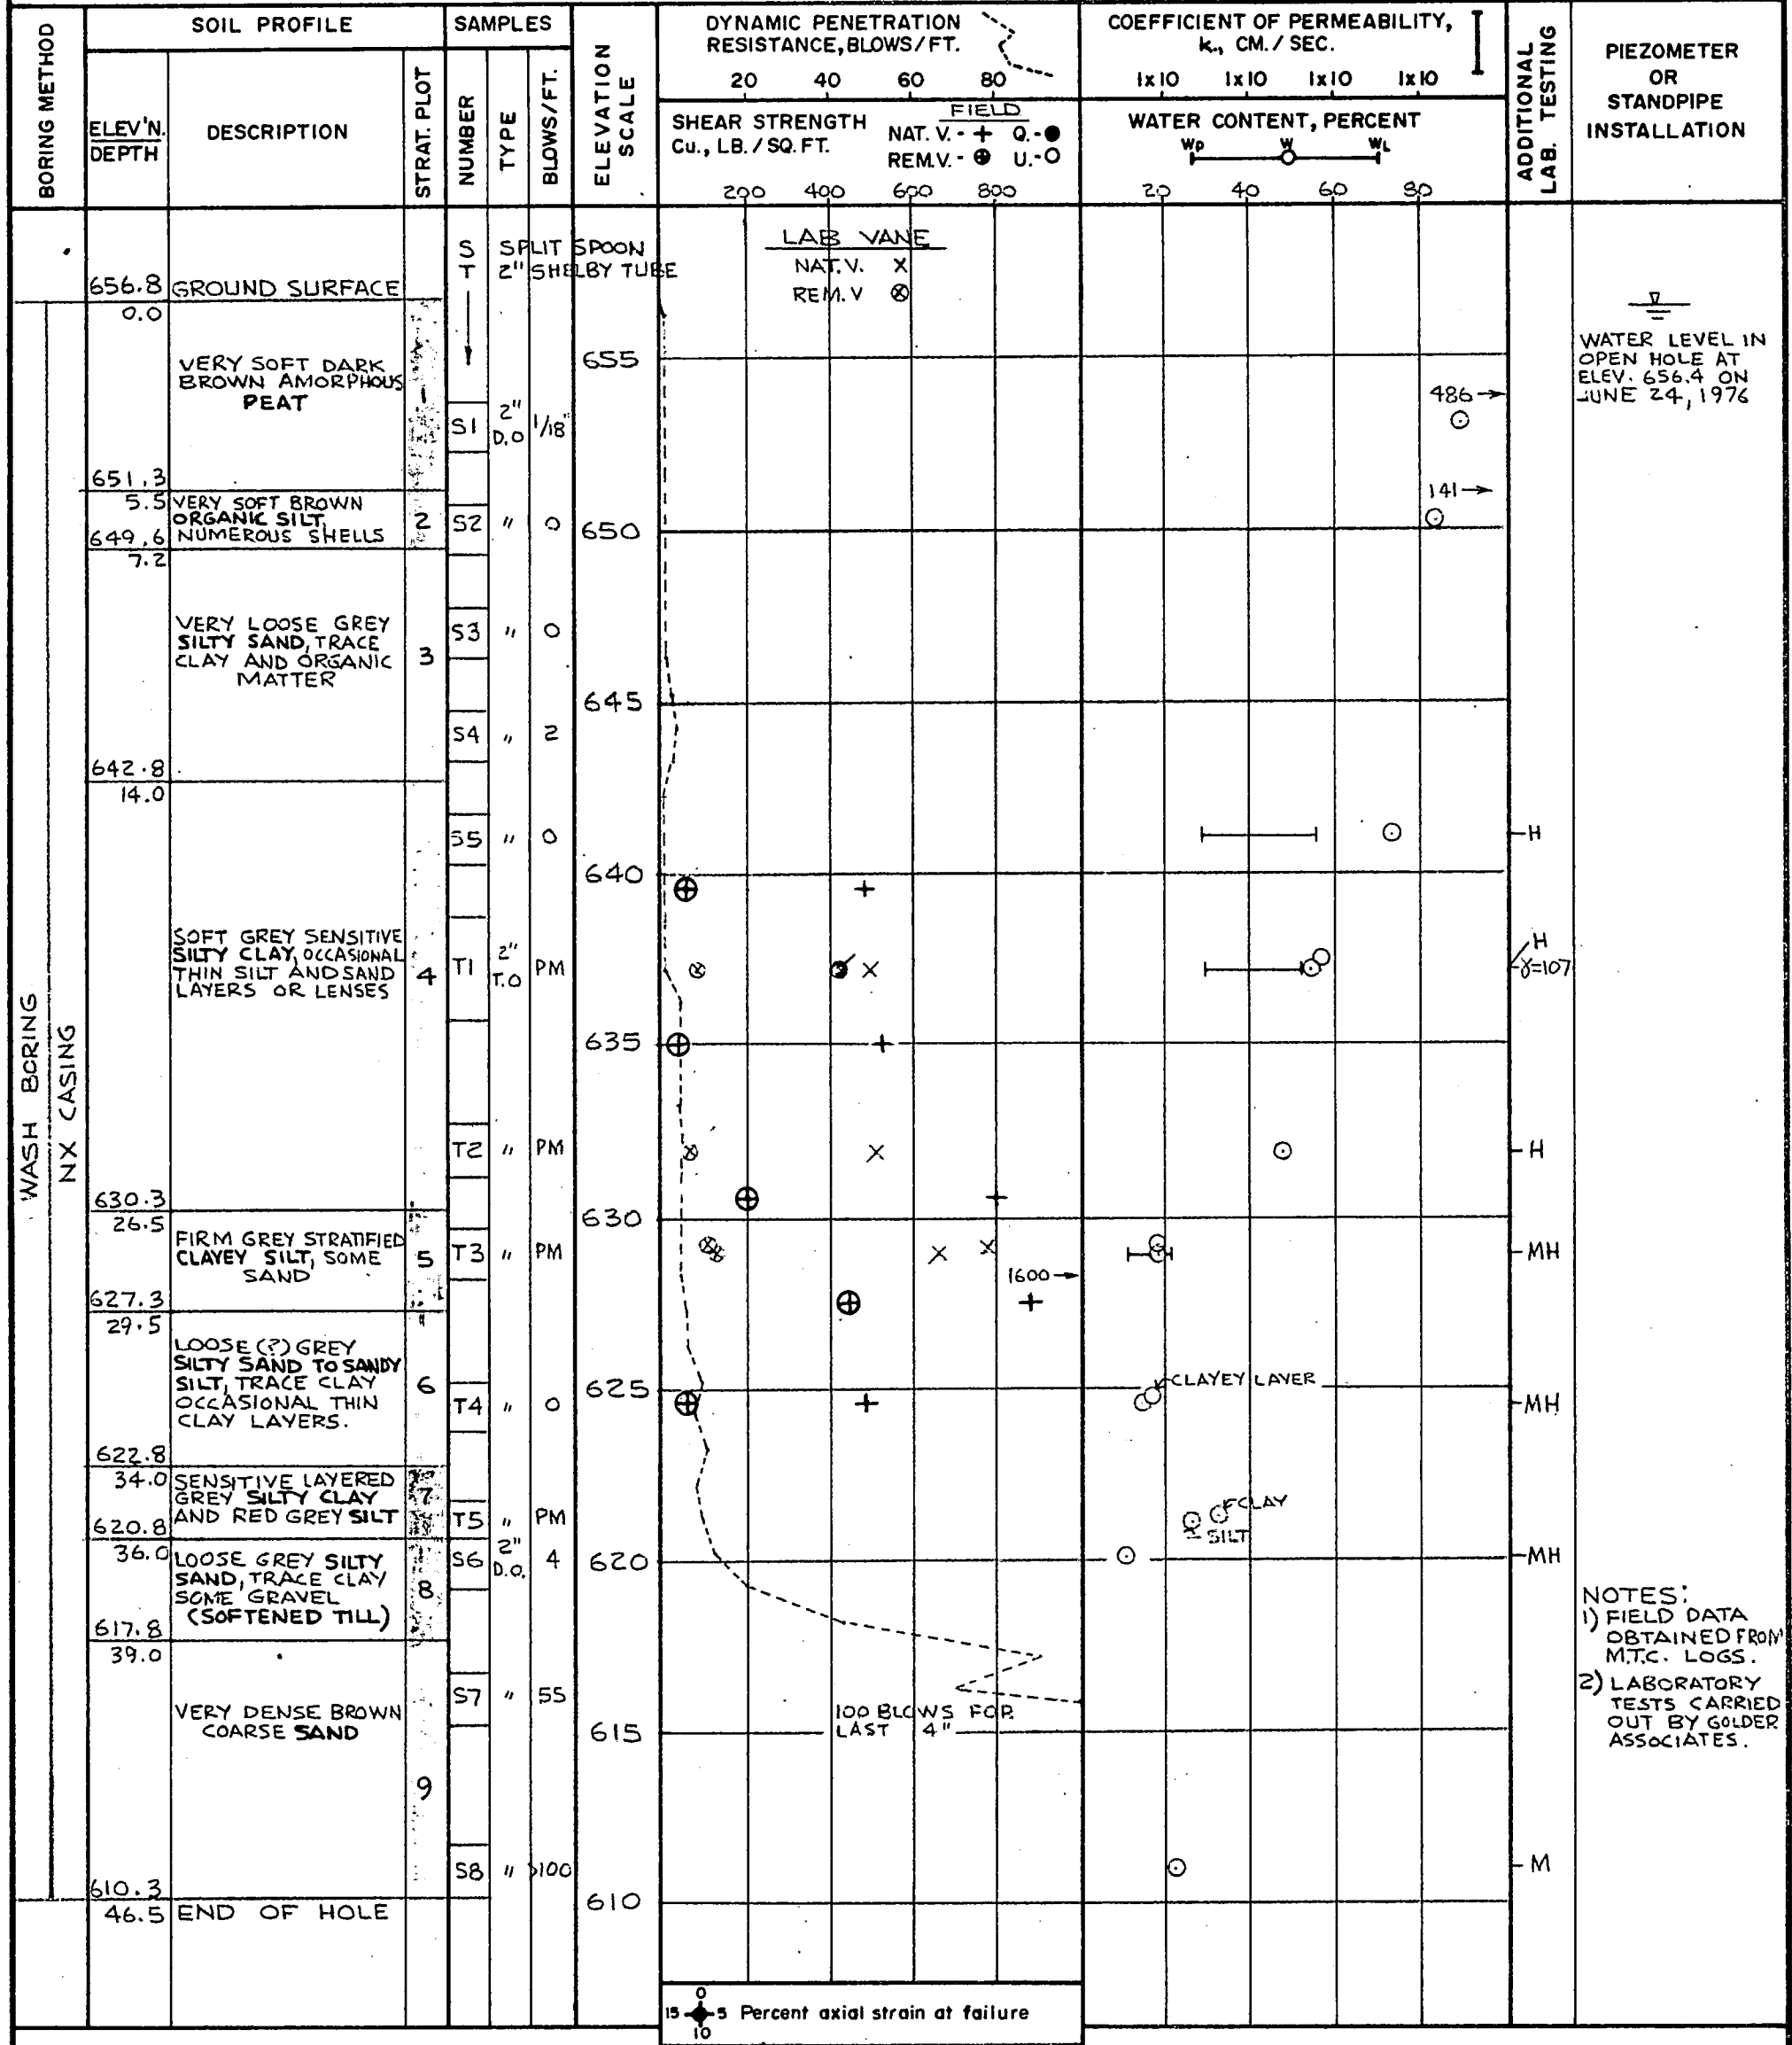 BORING METHOD
SOIL PROFILE
ELEV'N.
DEPTH
DESCRIPTION
STRAT. PLOT
SAMPLES
NUMBER
TYPE
BLOWS/FT.
ELEVATION
SCALE
DYNAMIC PENETRATION
RESISTANCE, BLOWS/FT.
20 40 60 80
SHEAR STRENGTH
Cu., LB./SQ.FT.
FIELD
NAT. V. - + Q. - ●
REM.V. - ⊕ U. - O
200 400 600 800
COEFFICIENT OF PERMEABILITY,
k., CM./SEC.
1x10 1x10 1x10 1x10
WATER CONTENT, PERCENT
Wp W WL
20 40 60 80
ADDITIONAL
LAB. TESTING
PIEZOMETER
OR
STANDPIPE
INSTALLATION
S SPLIT SPOON
T 2" SHELBY TUBE
LAB VANE
NAT. V. X
REM. V ⊗
656.8 GROUND SURFACE
0.0
VERY SOFT DARK
BROWN AMORPHOUS
PEAT
1
S1 2" D.O 1/18"
651.3
5.5 VERY SOFT BROWN
ORGANIC SILT,
649.6 NUMEROUS SHELLS
2
S2 " 0
7.2
VERY LOOSE GREY
SILTY SAND, TRACE
CLAY AND ORGANIC
MATTER
3
S3 " 0
S4 " 2
642.8
14.0
S5 " 0
SOFT GREY SENSITIVE
SILTY CLAY, OCCASIONAL
THIN SILT AND SAND
LAYERS OR LENSES
4
T1 2" T.O PM
T2 " PM
630.3
26.5
FIRM GREY STRATIFIED
CLAYEY SILT, SOME
SAND
5
T3 " PM
627.3
29.5
LOOSE (?) GREY
SILTY SAND TO SANDY
SILT, TRACE CLAY
OCCASIONAL THIN
CLAY LAYERS.
6
T4 " 0
622.8
34.0 SENSITIVE LAYERED
GREY SILTY CLAY
AND RED GREY SILT
7
T5 " PM
620.8
36.0 LOOSE GREY SILTY
SAND, TRACE CLAY
SOME GRAVEL
(SOFTENED TILL)
8
S6 2" D.O. 4
617.8
39.0
VERY DENSE BROWN
COARSE SAND
9
S7 " 55
S8 " >100
610.3
46.5 END OF HOLE
WASH BORING
NX CASING
655
650
645
640
635
630
625
620
615
610
1600
100 BLOWS FOR
LAST 4"
486
141
CLAYEY LAYER
CLAY
SILT
H
H
γ=107
H
MH
MH
MH
M
WATER LEVEL IN
OPEN HOLE AT
ELEV. 656.4 ON
JUNE 24, 1976
NOTES:
1) FIELD DATA
OBTAINED FROM
M.T.C. LOGS.
2) LABORATORY
TESTS CARRIED
OUT BY GOLDER
ASSOCIATES.
0
15 5 Percent axial strain at failure
10